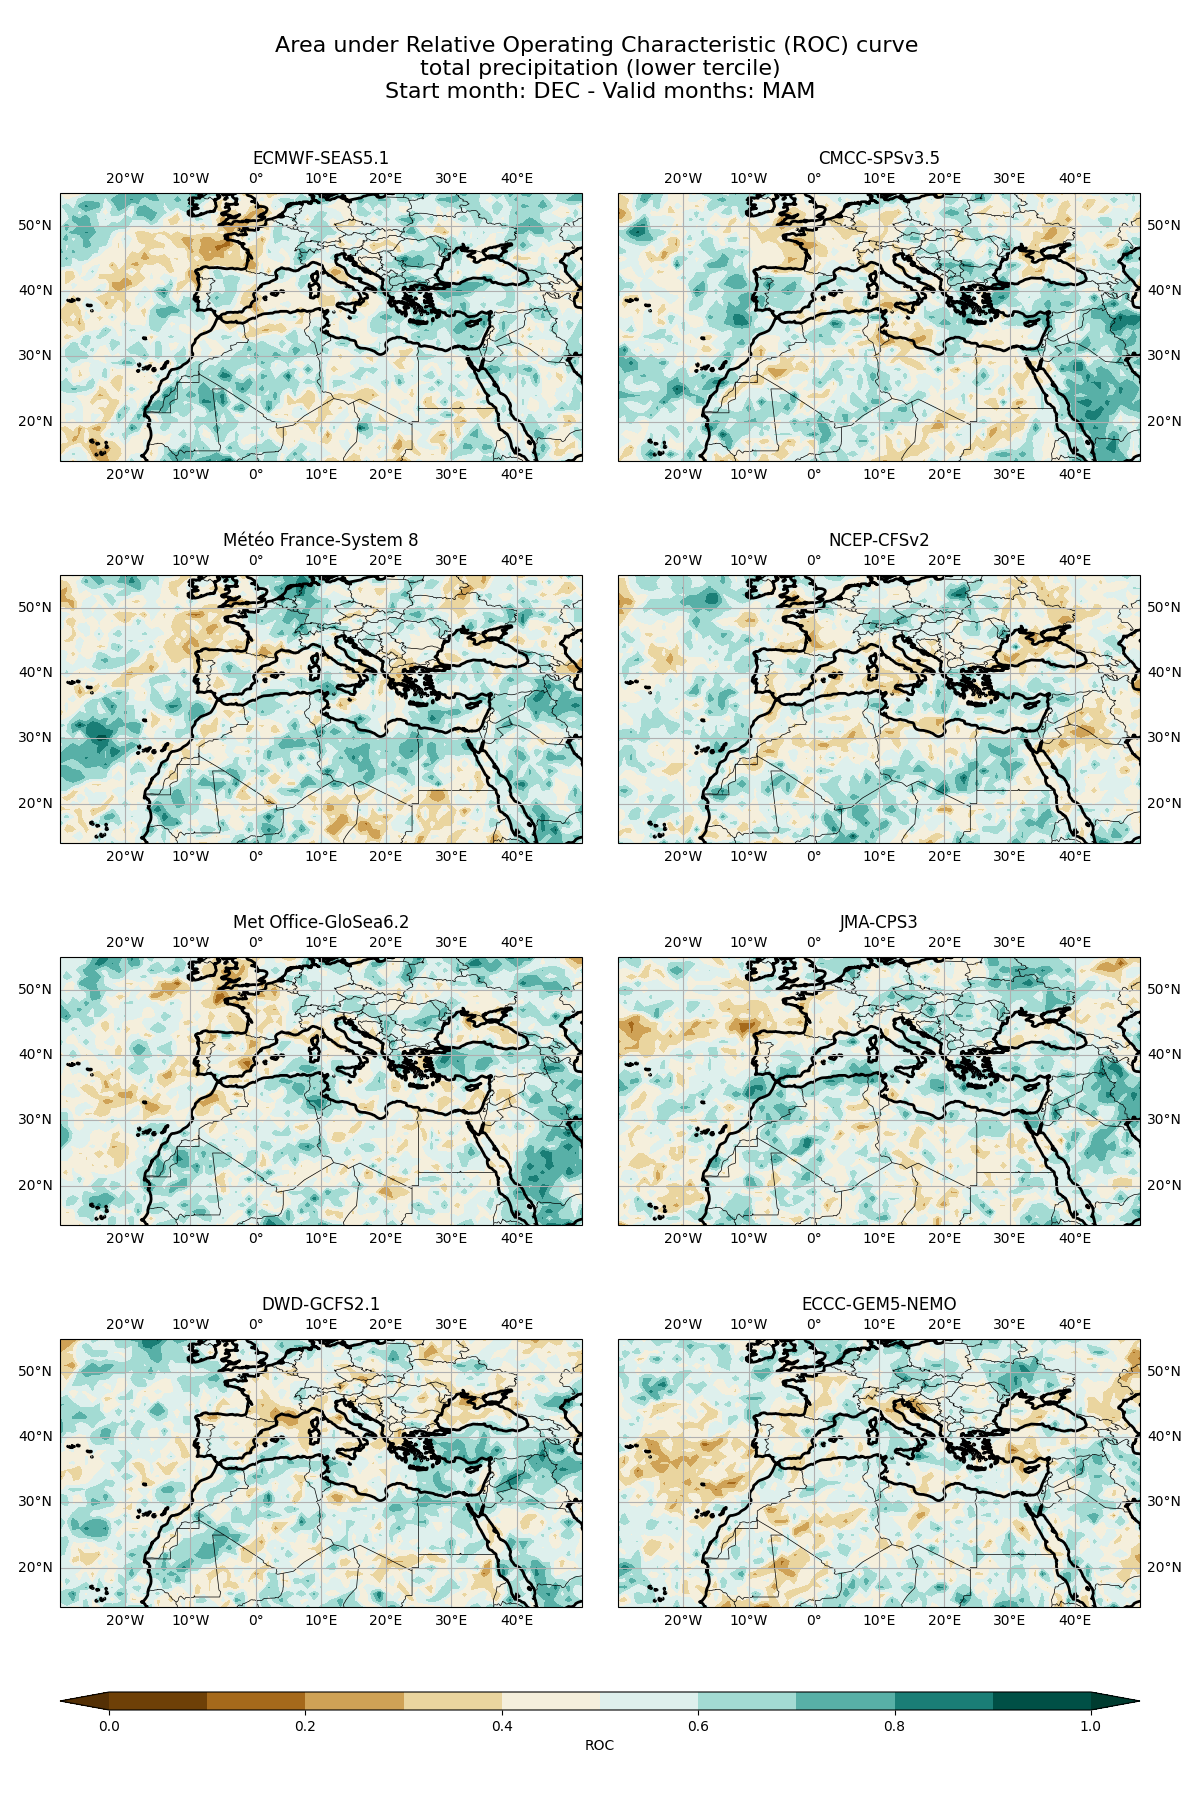 Area under Relative Operating Characteristic (ROC) curve
total precipitation (lower tercile)
Start month: DEC - Valid months: MAM
ECMWF-SEAS5.1
20°W 10°W 0° 10°E 20°E 30°E 40°E
50°N
40°N
30°N
20°N
20°W 10°W 0° 10°E 20°E 30°E 40°E
CMCC-SPSv3.5
20°W 10°W 0° 10°E 20°E 30°E 40°E
50°N
40°N
30°N
20°N
20°W 10°W 0° 10°E 20°E 30°E 40°E
Météo France-System 8
20°W 10°W 0° 10°E 20°E 30°E 40°E
50°N
40°N
30°N
20°N
20°W 10°W 0° 10°E 20°E 30°E 40°E
NCEP-CFSv2
20°W 10°W 0° 10°E 20°E 30°E 40°E
50°N
40°N
30°N
20°N
20°W 10°W 0° 10°E 20°E 30°E 40°E
Met Office-GloSea6.2
20°W 10°W 0° 10°E 20°E 30°E 40°E
50°N
40°N
30°N
20°N
20°W 10°W 0° 10°E 20°E 30°E 40°E
JMA-CPS3
20°W 10°W 0° 10°E 20°E 30°E 40°E
50°N
40°N
30°N
20°N
20°W 10°W 0° 10°E 20°E 30°E 40°E
DWD-GCFS2.1
20°W 10°W 0° 10°E 20°E 30°E 40°E
50°N
40°N
30°N
20°N
20°W 10°W 0° 10°E 20°E 30°E 40°E
ECCC-GEM5-NEMO
20°W 10°W 0° 10°E 20°E 30°E 40°E
50°N
40°N
30°N
20°N
20°W 10°W 0° 10°E 20°E 30°E 40°E
0.0 0.2 0.4 0.6 0.8 1.0
ROC